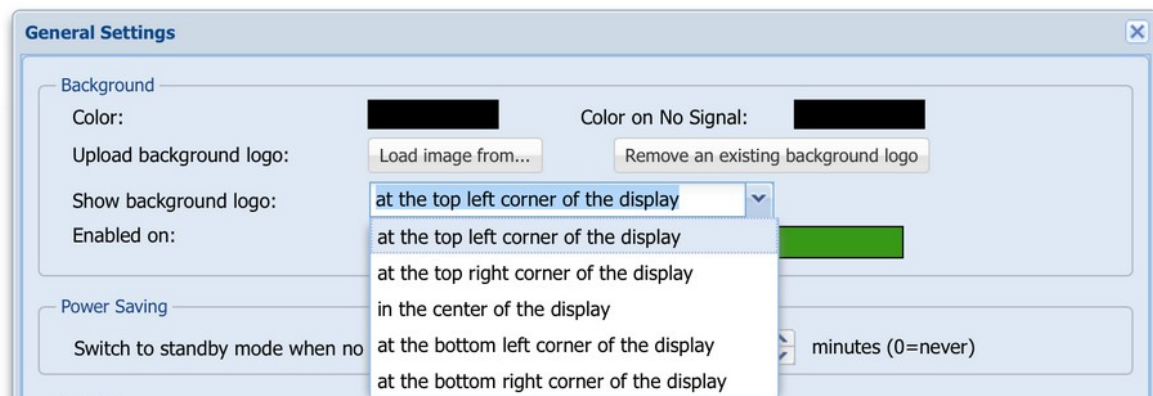 General Settings
Background
Color:
Color on No Signal:
Upload background logo:
Load image from...
Remove an existing background logo
Show background logo:
at the top left corner of the display
Enabled on:
at the top left corner of the display
at the top right corner of the display
in the center of the display
at the bottom left corner of the display
at the bottom right corner of the display
Power Saving
Switch to standby mode when no
minutes (0=never)